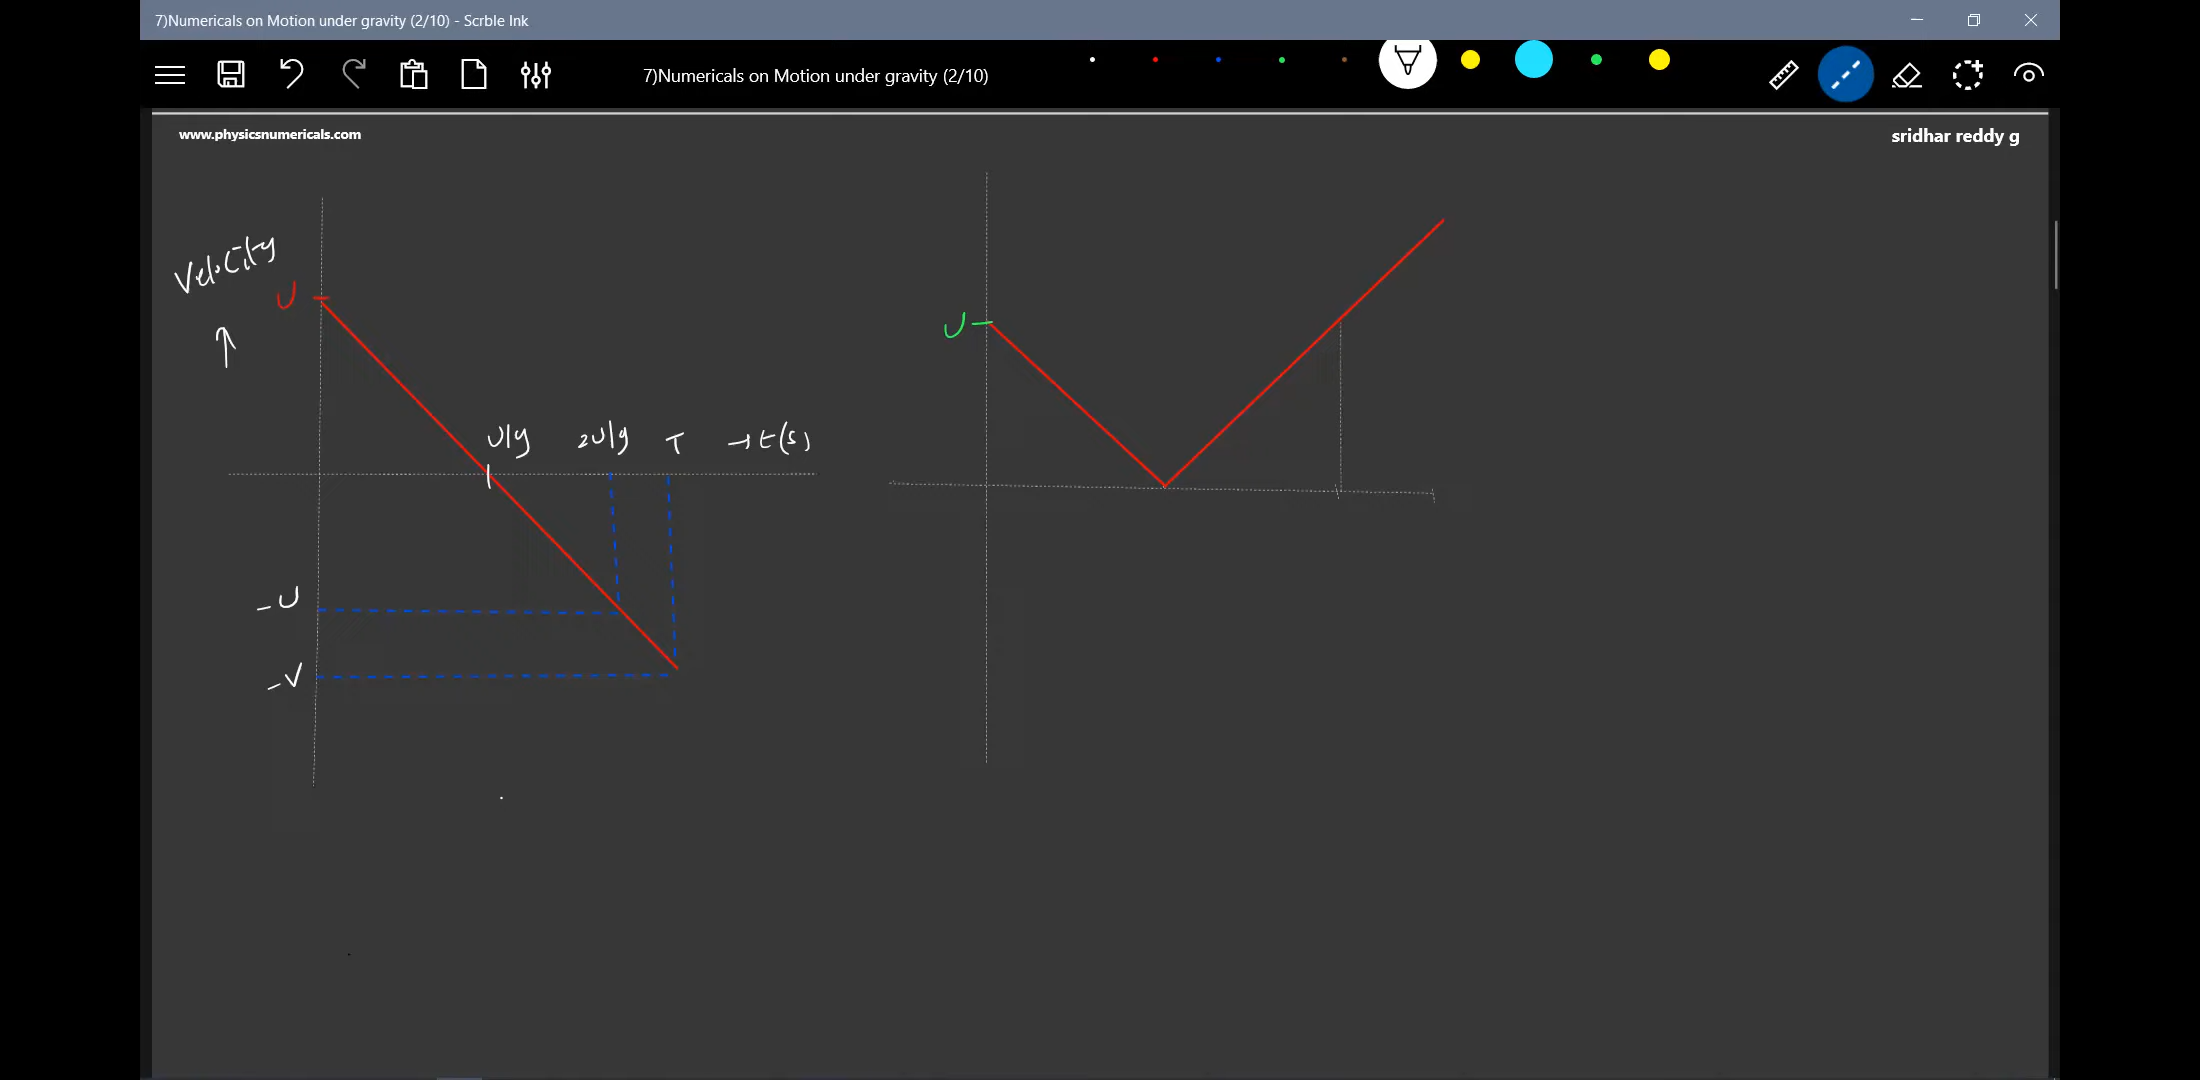 7)Numericals on Motion under gravity (2/10) - Scrble Ink
7)Numericals on Motion under gravity (2/10)
www.physicsnumericals.com
sridhar reddy g
Velocity
U
U
U/g 2U/g T → t(s)
-U
-V